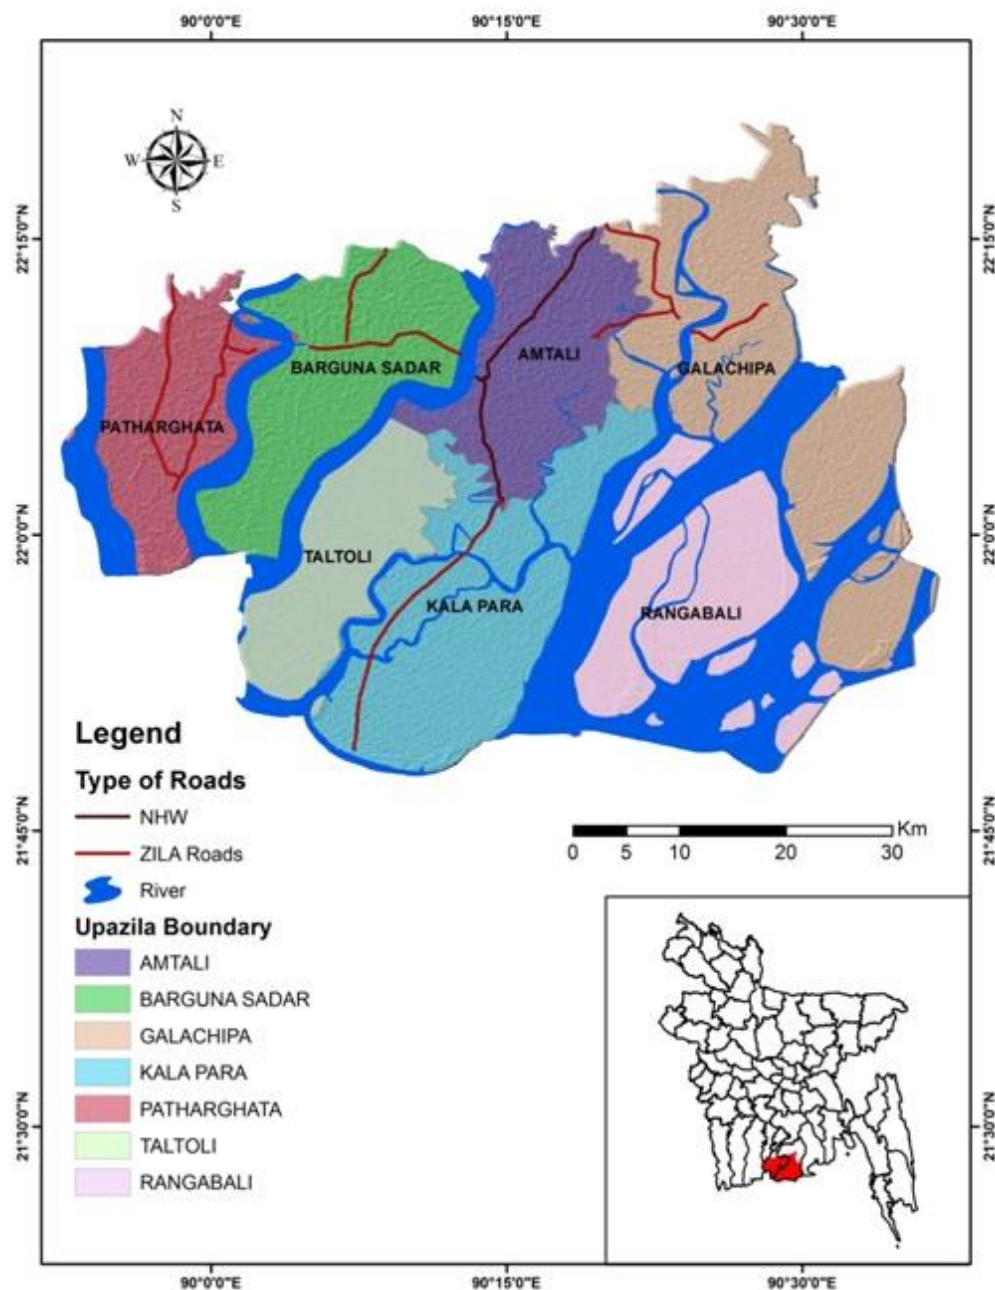 90°0'0"E 90°15'0"E 90°30'0"E
N
W E
S
22°15'0"N 22°15'0"N
AMTALI
BARGUNA SADAR GALACHIPA
PATHARGHATA
22°0'0"N 22°0'0"N
TALTOLI
KALA PARA RANGABALI
Legend
Type of Roads
NHW
ZILA Roads
River
Upazila Boundary
AMTALI
BARGUNA SADAR
GALACHIPA
KALA PARA
PATHARGHATA
TALTOLI
RANGABALI
Km
0 5 10 20 30
21°45'0"N 21°45'0"N
21°30'0"N 21°30'0"N
90°0'0"E 90°15'0"E 90°30'0"E